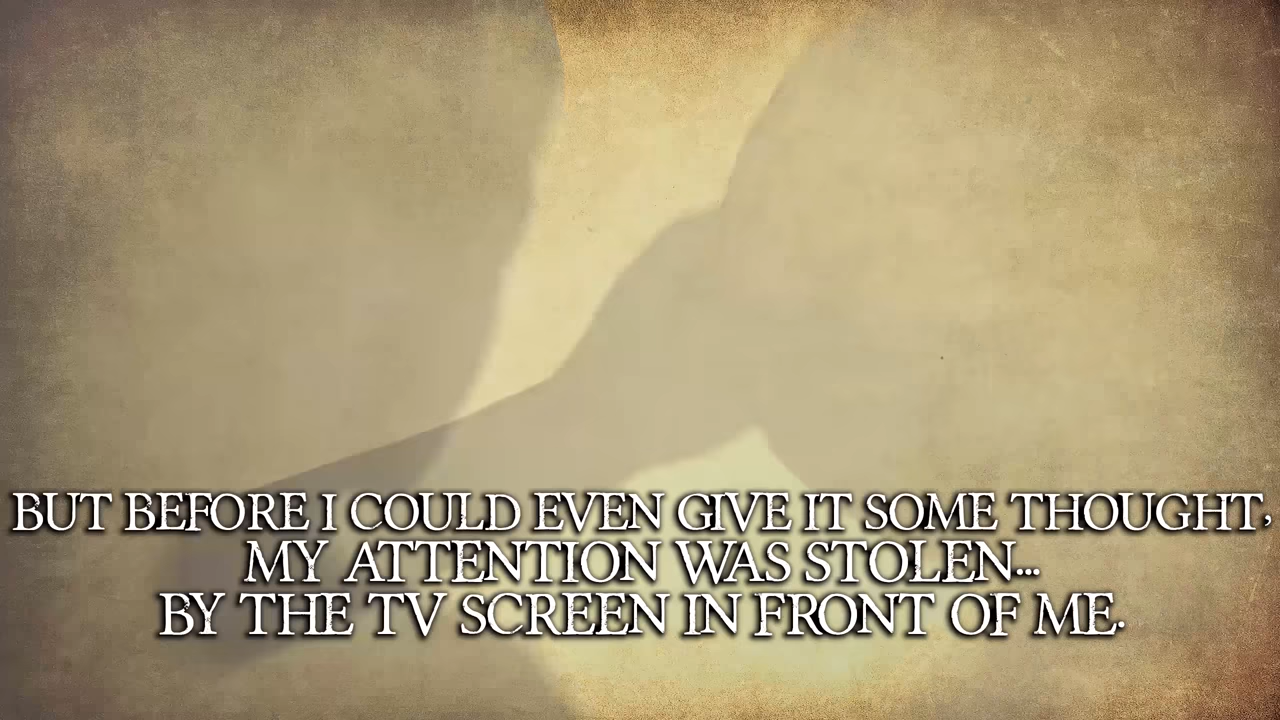 BUT BEFORE I COULD EVEN GIVE IT SOME THOUGHT,
MY ATTENTION WAS STOLEN...
BY THE TV SCREEN IN FRONT OF ME.